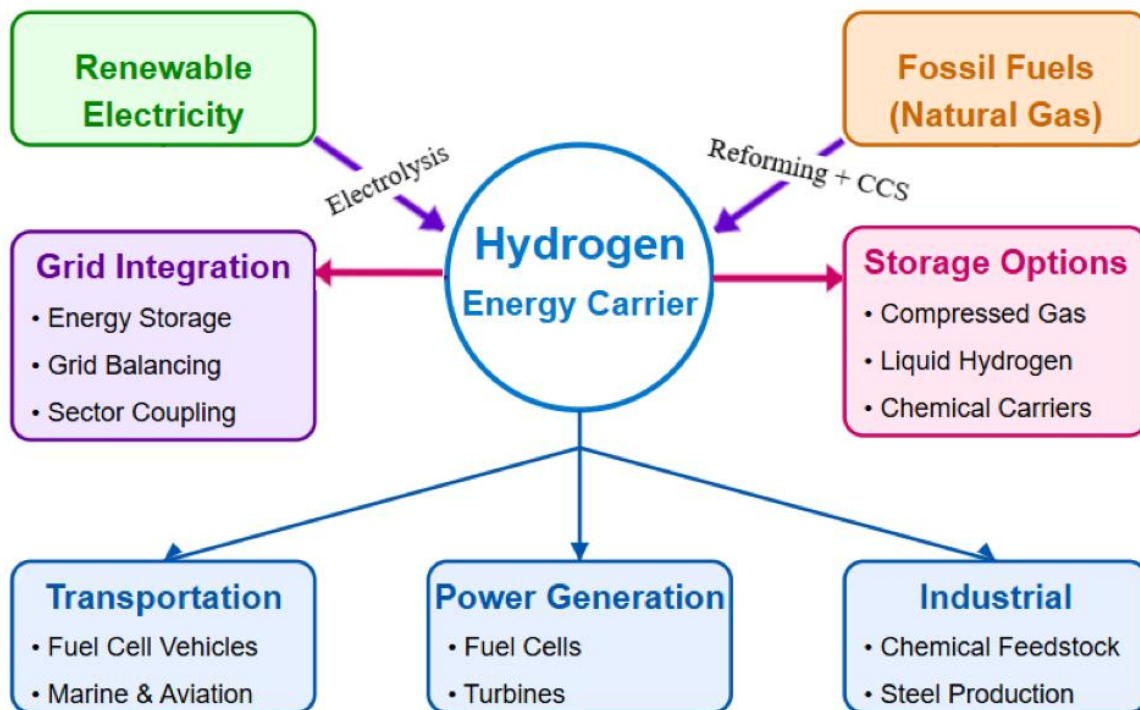 Renewable
Electricity
Fossil Fuels
(Natural Gas)
Electrolysis
Reforming + CCS
Hydrogen
Energy Carrier
Grid Integration
• Energy Storage
• Grid Balancing
• Sector Coupling
Storage Options
• Compressed Gas
• Liquid Hydrogen
• Chemical Carriers
Transportation
• Fuel Cell Vehicles
• Marine & Aviation
Power Generation
• Fuel Cells
• Turbines
Industrial
• Chemical Feedstock
• Steel Production